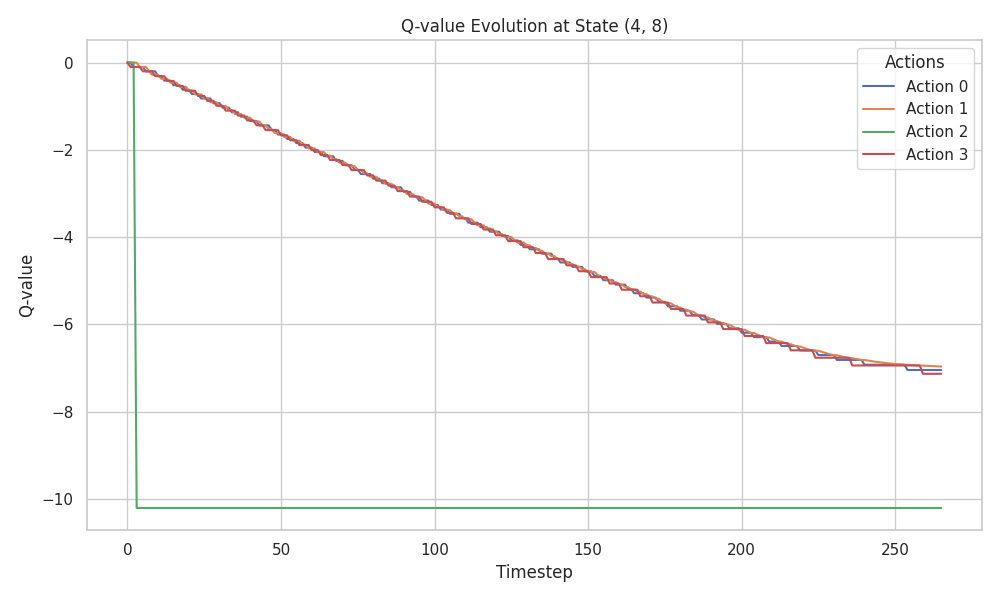 Q-value Evolution at State (4, 8)
Actions
Action 0
Action 1
Action 2
Action 3
Q-value
0
−2
−4
−6
−8
−10
0 50 100 150 200 250
Timestep